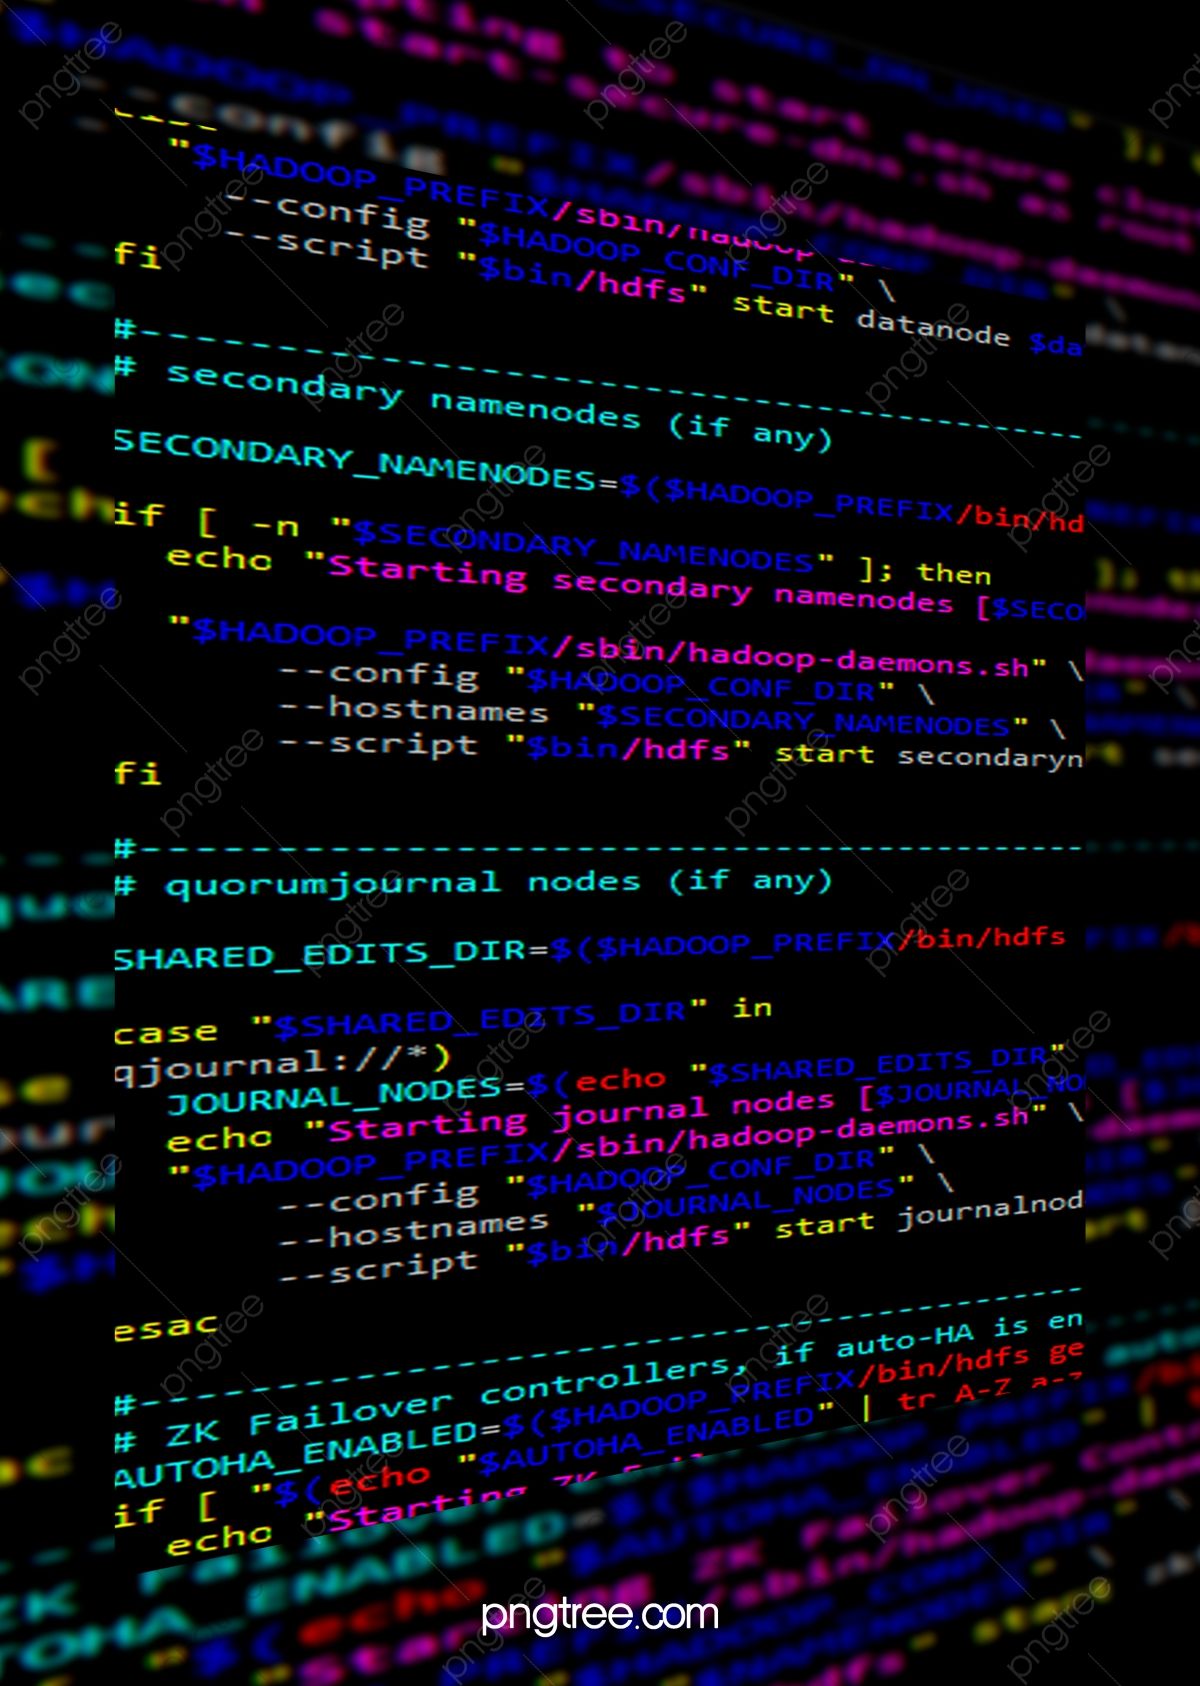 "$HADOOP_PREFIX/sbin/hadoop
--config "$HADOOP_CONF_DIR" \
--script "$bin/hdfs" start datanode $da
fi
#--------------------------------------------
# secondary namenodes (if any)
SECONDARY_NAMENODES=$($HADOOP_PREFIX/bin/hd
if [ -n "$SECONDARY_NAMENODES" ]; then
echo "Starting secondary namenodes [$SECO
"$HADOOP_PREFIX/sbin/hadoop-daemons.sh" \
--config "$HADOOP_CONF_DIR" \
--hostnames "$SECONDARY_NAMENODES" \
--script "$bin/hdfs" start secondaryn
fi
#--------------------------------------------
# quorumjournal nodes (if any)
SHARED_EDITS_DIR=$($HADOOP_PREFIX/bin/hdfs
case "$SHARED_EDITS_DIR" in
qjournal://*)
JOURNAL_NODES=$(echo "$SHARED_EDITS_DIR"
echo "Starting journal nodes [$JOURNAL_NO
"$HADOOP_PREFIX/sbin/hadoop-daemons.sh" \
--config "$HADOOP_CONF_DIR" \
--hostnames "$JOURNAL_NODES" \
--script "$bin/hdfs" start journalnod
esac
#--------------------------------------------
# ZK Failover controllers, if auto-HA is en
AUTOHA_ENABLED=$($HADOOP_PREFIX/bin/hdfs ge
if [ "$(echo "$AUTOHA_ENABLED" | tr A-Z a-z
echo "Starting ZK
pngtree.com